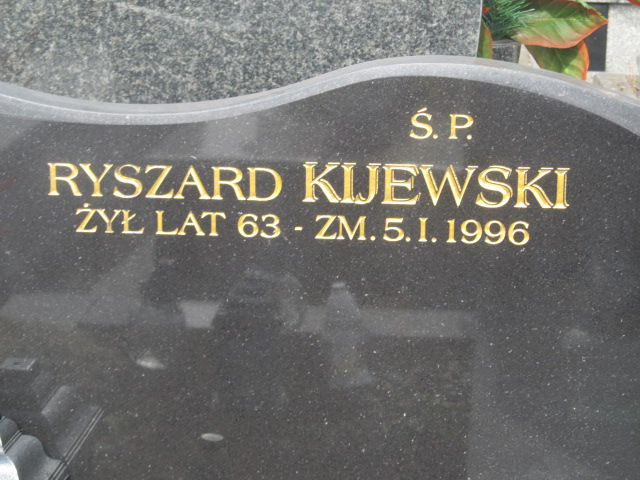 Ś.P.
RYSZARD KIJEWSKI
ŻYŁ LAT 63 - ZM. 5. I. 1996